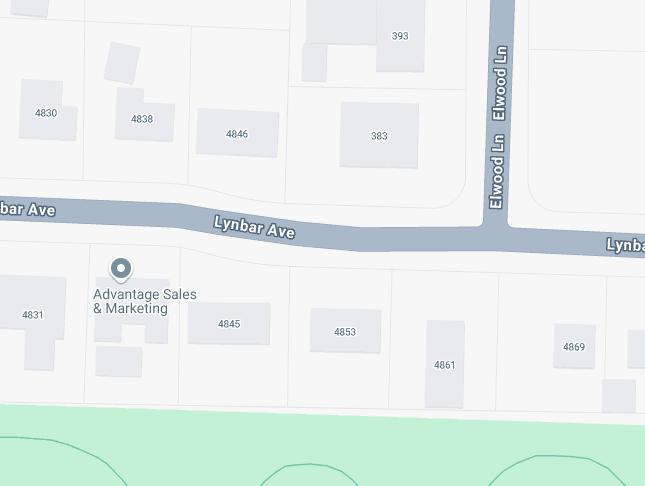 393
Elwood Ln
4830
4838
4846
383
Elwood Ln
bar Ave
Lynbar Ave
Lynba
Advantage Sales
& Marketing
4831
4845
4853
4861
4869